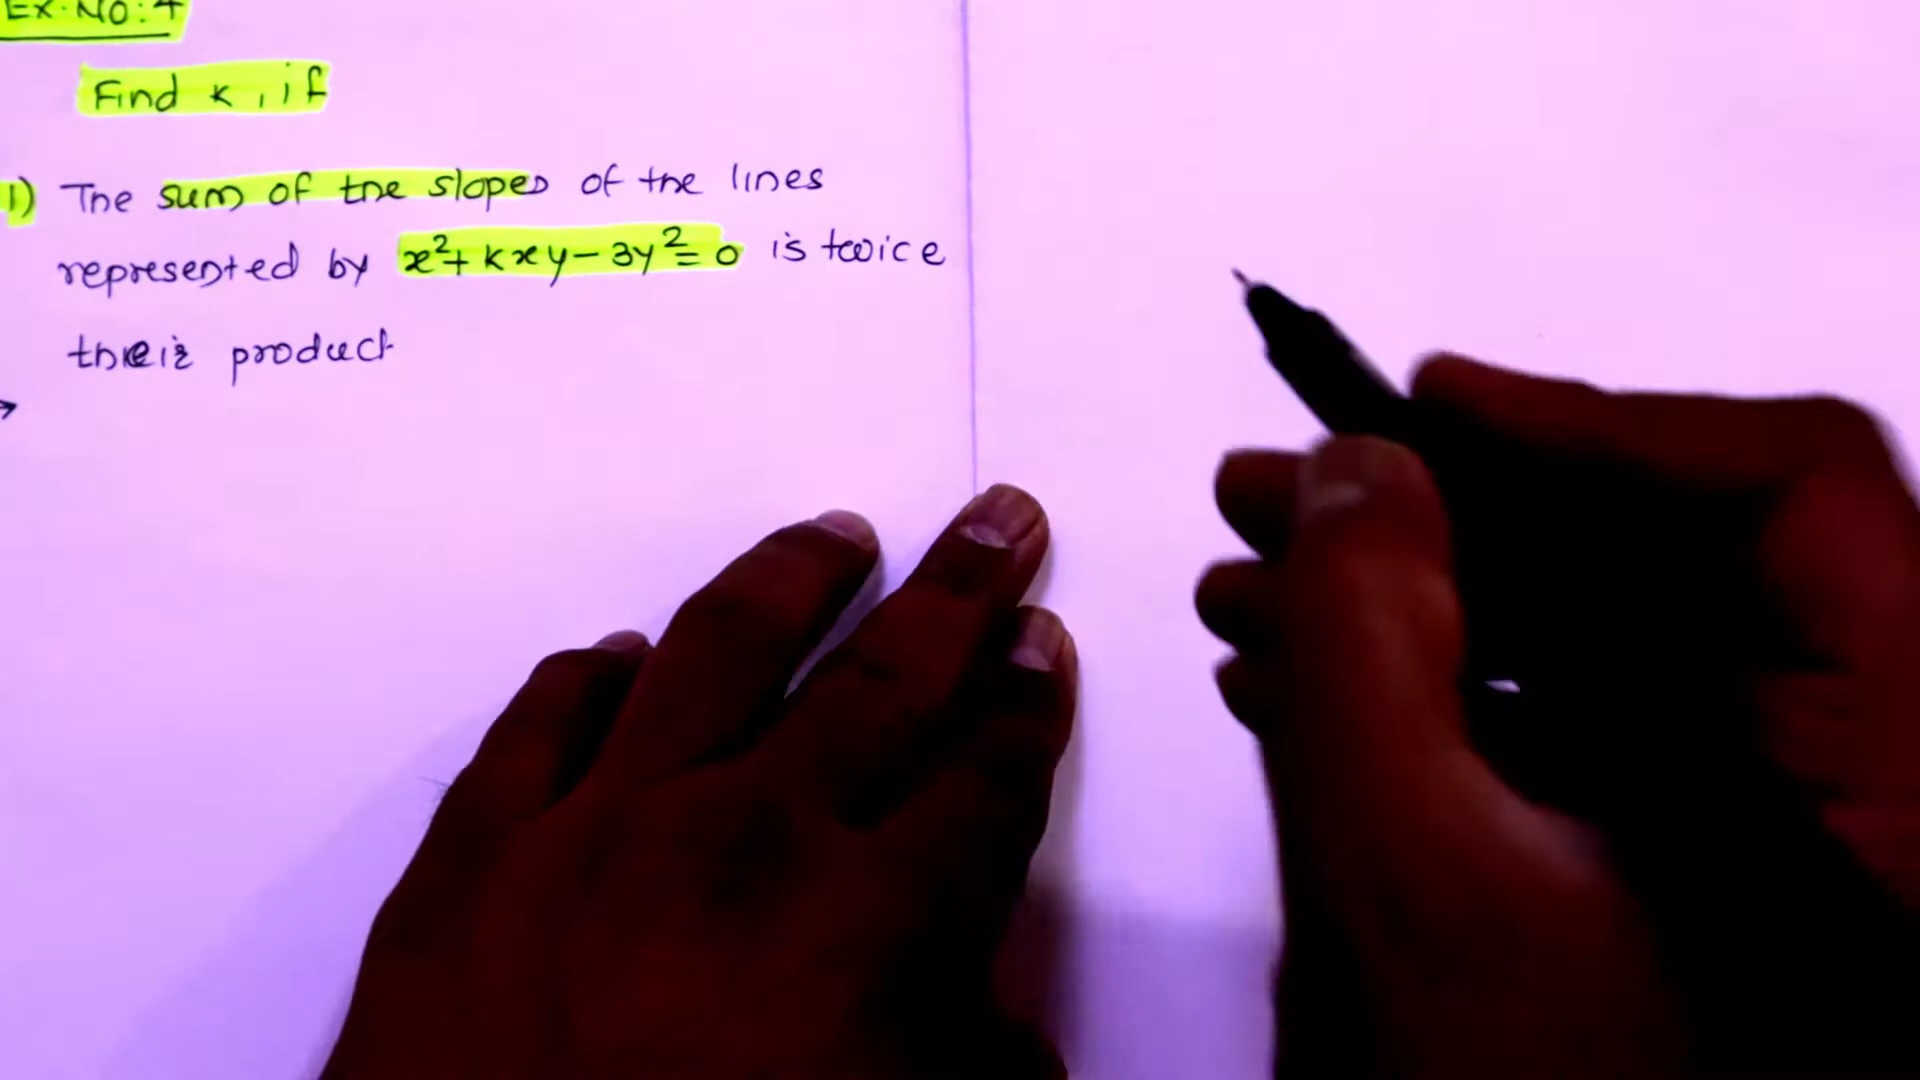 EX. NO: 4
Find k, if
1) The sum of the slopes of the lines
represented by x²+ kxy - 3y² = 0 is twice
their product
→